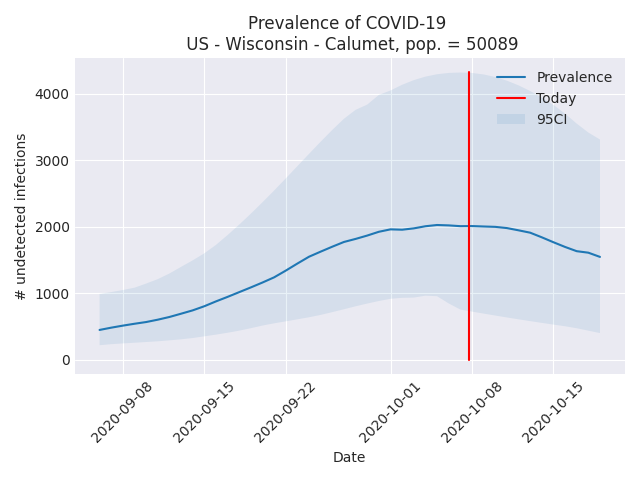 Prevalence of COVID-19
US - Wisconsin - Calumet, pop. = 50089
Prevalence
Today
95CI
# undetected infections
4000
3000
2000
1000
0
2020-09-08
2020-09-15
2020-09-22
2020-10-01
2020-10-08
2020-10-15
Date